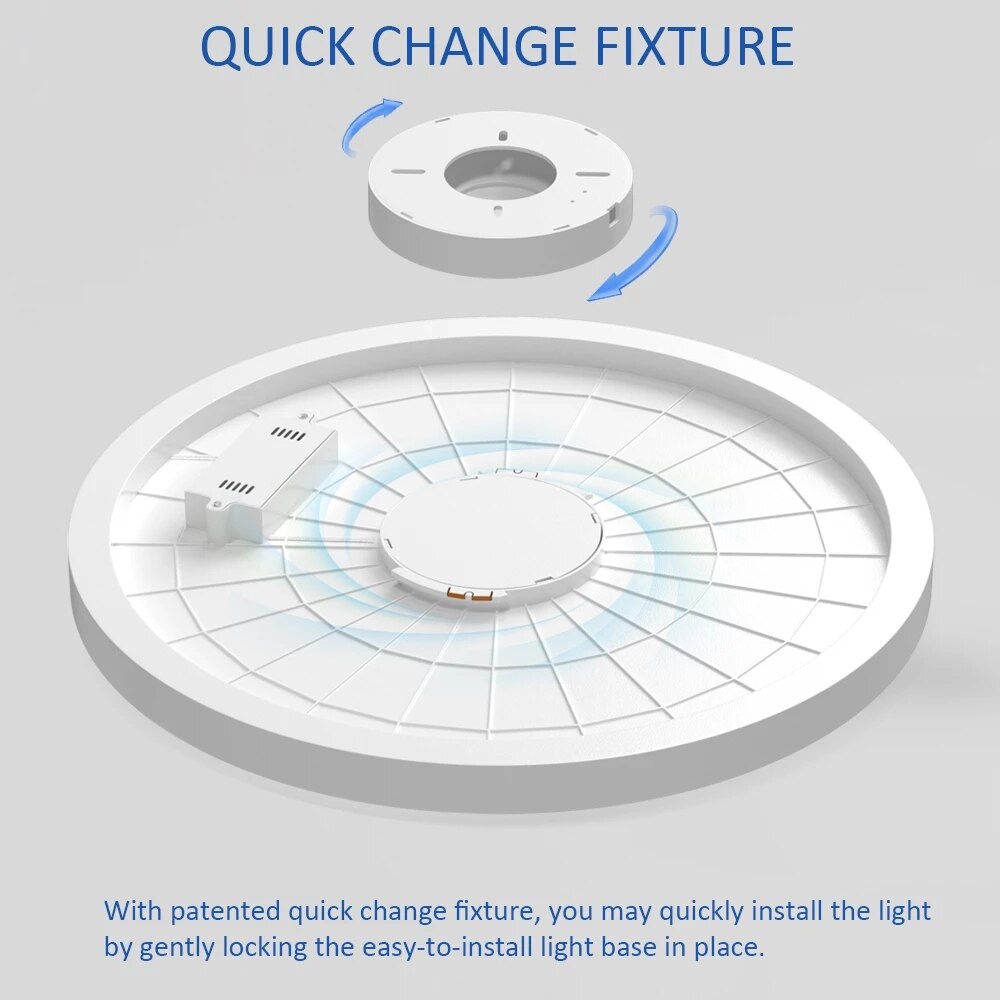 QUICK CHANGE FIXTURE
With patented quick change fixture, you may quickly install the light
by gently locking the easy-to-install light base in place.